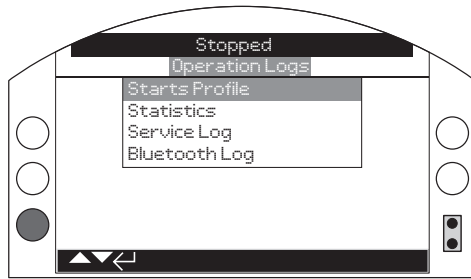 Stopped
Operation Logs
Starts Profile
Statistics
Service Log
Bluetooth Log